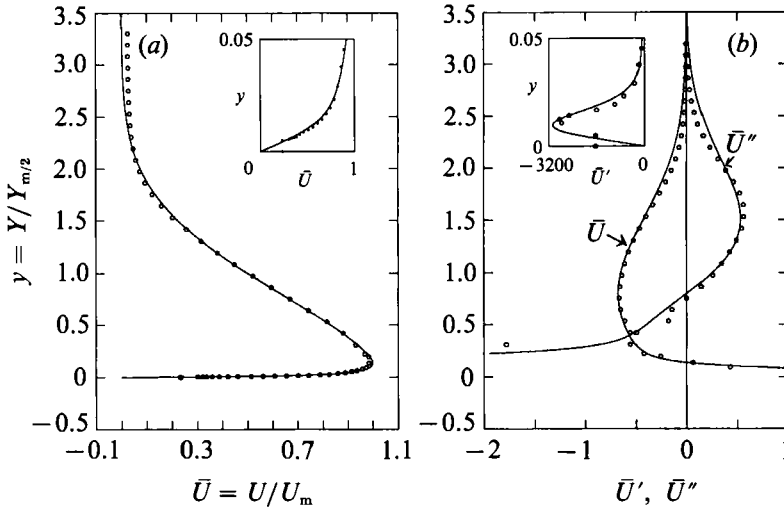 3.5
3.0
2.5
2.0
1.5
1.0
0.5
0
−0.5
−0.1 0.3 0.7 1.1
y = Y/Y_{m/2}
Ū = U/U_m
(a)
0.05
y
0 1
Ū
3.5
3.0
2.5
2.0
1.5
1.0
0.5
0
−0.5
−2 −1 0 1
Ū′, Ū″
(b)
0.05
y
0
−3200 0
Ū′
Ū″
Ū